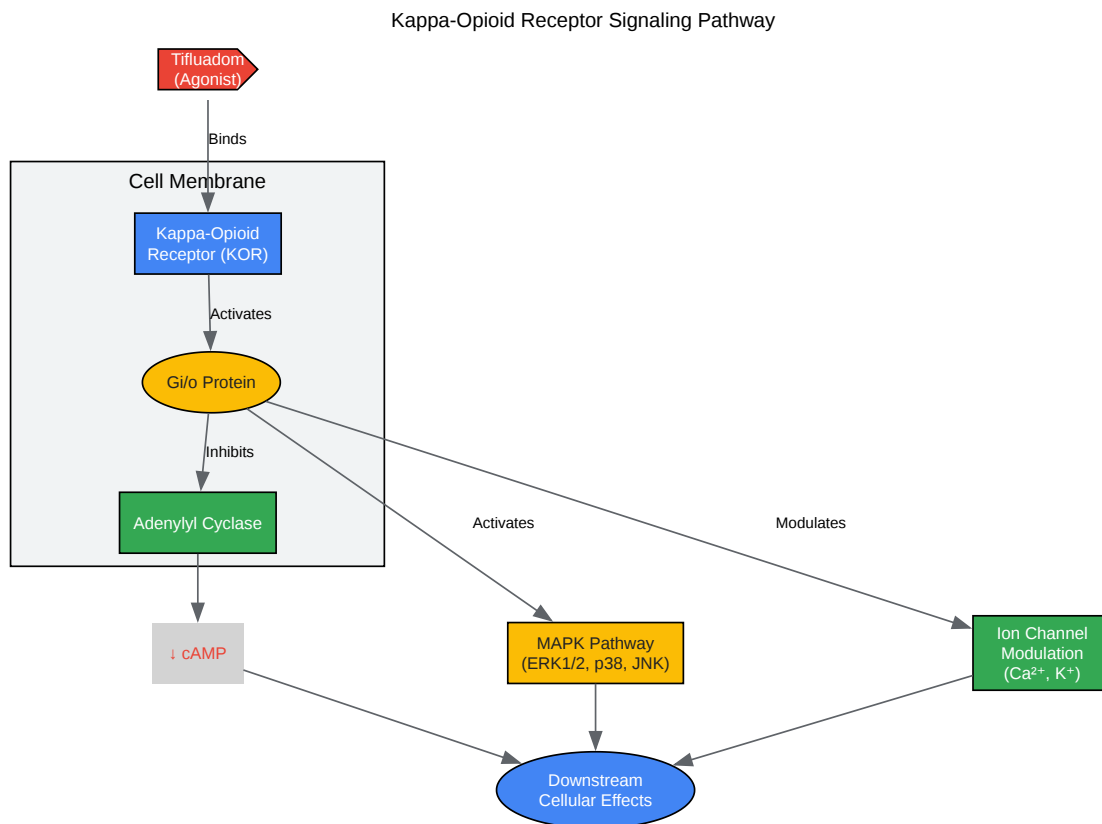 Kappa-Opioid Receptor Signaling Pathway
Tifluadom
(Agonist)
Binds
Cell Membrane
Kappa-Opioid
Receptor (KOR)
Activates
Gi/o Protein
Inhibits
Adenylyl Cyclase
Activates
Modulates
↓ cAMP
MAPK Pathway
(ERK1/2, p38, JNK)
Ion Channel
Modulation
(Ca²⁺, K⁺)
Downstream
Cellular Effects